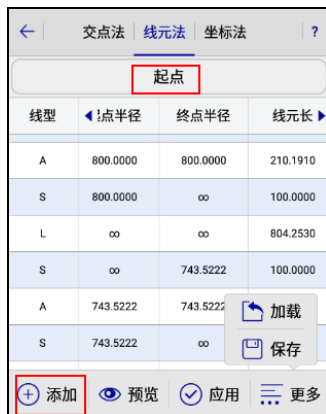 交点法 线元法 坐标法 ?
起点
线型 点半径 终点半径 线元长
A 800.0000 800.0000 210.1910
S 800.0000 ∞ 100.0000
L ∞ ∞ 804.2530
S ∞ 743.5222 100.0000
A 743.5222 743.5222
S 743.5222 ∞
加载
保存
添加 预览 应用 更多